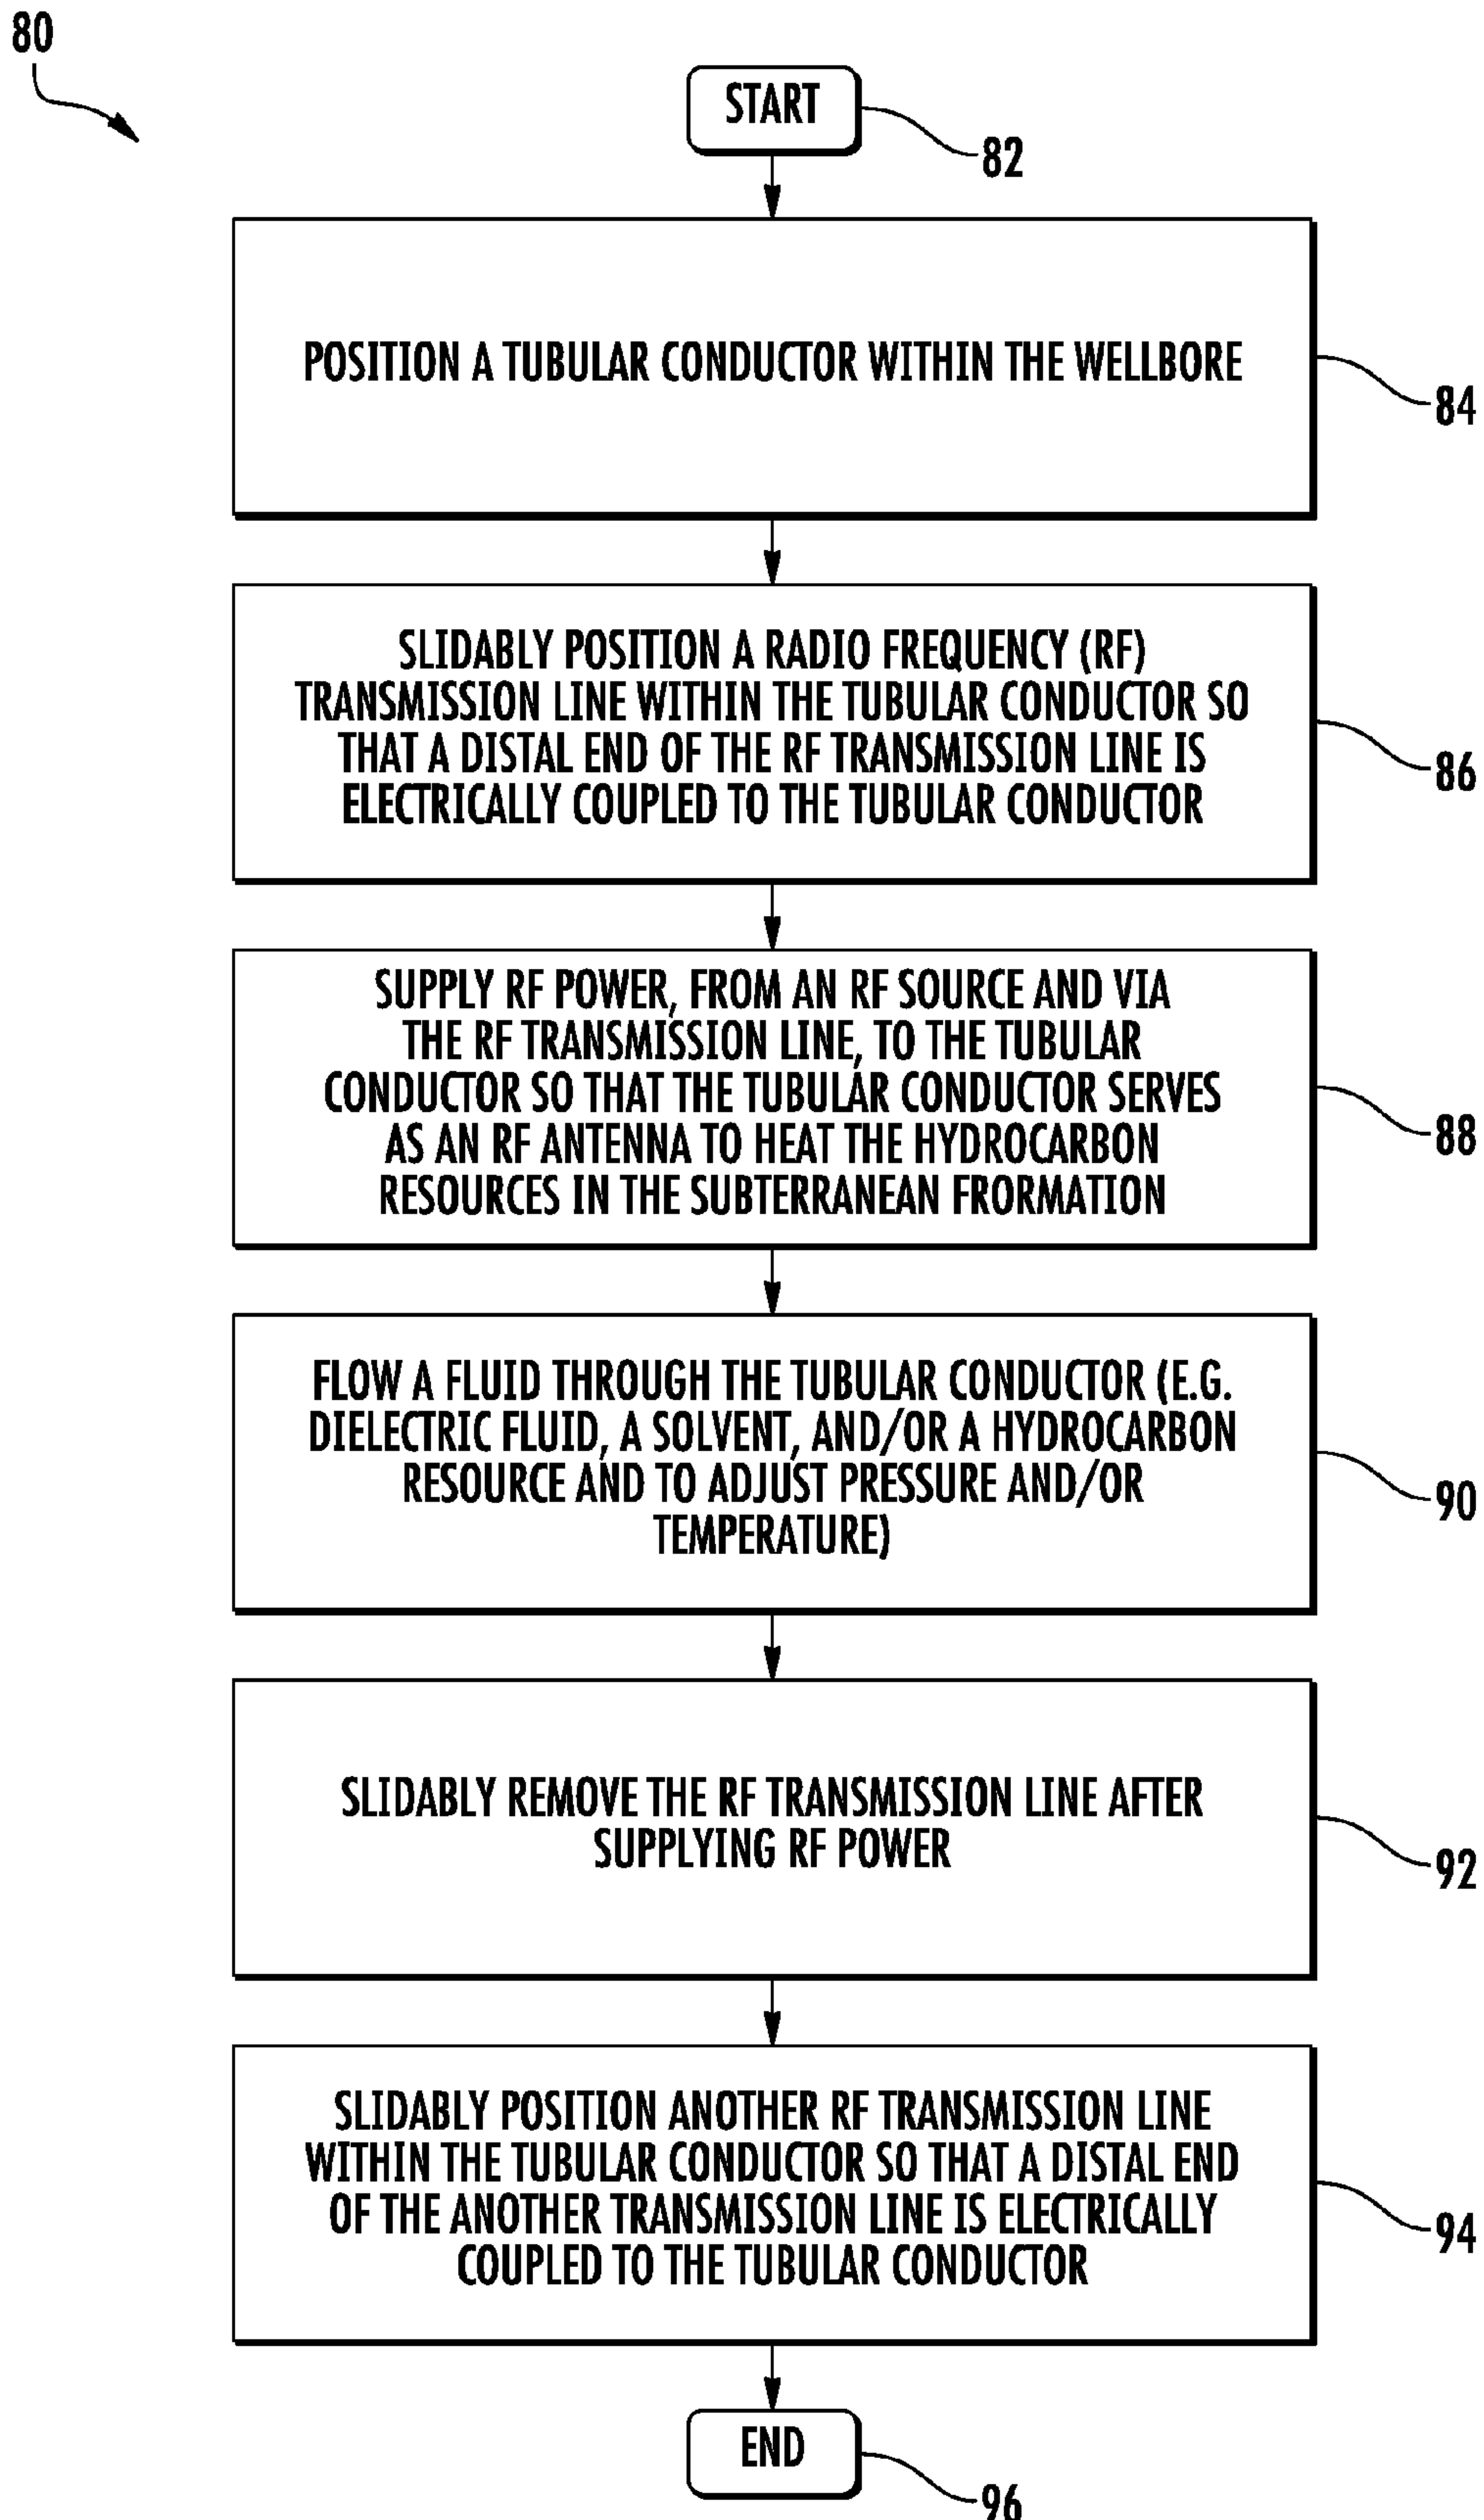 80
START
82
POSITION A TUBULAR CONDUCTOR WITHIN THE WELLBORE
84
SLIDABLY POSITION A RADIO FREQUENCY (RF)
TRANSMISSION LINE WITHIN THE TUBULAR CONDUCTOR SO
THAT A DISTAL END OF THE RF TRANSMISSION LINE IS
ELECTRICALLY COUPLED TO THE TUBULAR CONDUCTOR
86
SUPPLY RF POWER, FROM AN RF SOURCE AND VIA
THE RF TRANSMISSION LINE, TO THE TUBULAR
CONDUCTOR SO THAT THE TUBULAR CONDUCTOR SERVES
AS AN RF ANTENNA TO HEAT THE HYDROCARBON
RESOURCES IN THE SUBTERRANEAN FRORMATION
88
FLOW A FLUID THROUGH THE TUBULAR CONDUCTOR (E.G.
DIELECTRIC FLUID, A SOLVENT, AND/OR A HYDROCARBON
RESOURCE AND TO ADJUST PRESSURE AND/OR
TEMPERATURE)
90
SLIDABLY REMOVE THE RF TRANSMISSION LINE AFTER
SUPPLYING RF POWER
92
SLIDABLY POSITION ANOTHER RF TRANSMISSION LINE
WITHIN THE TUBULAR CONDUCTOR SO THAT A DISTAL END
OF THE ANOTHER TRANSMISSION LINE IS ELECTRICALLY
COUPLED TO THE TUBULAR CONDUCTOR
94
END
96